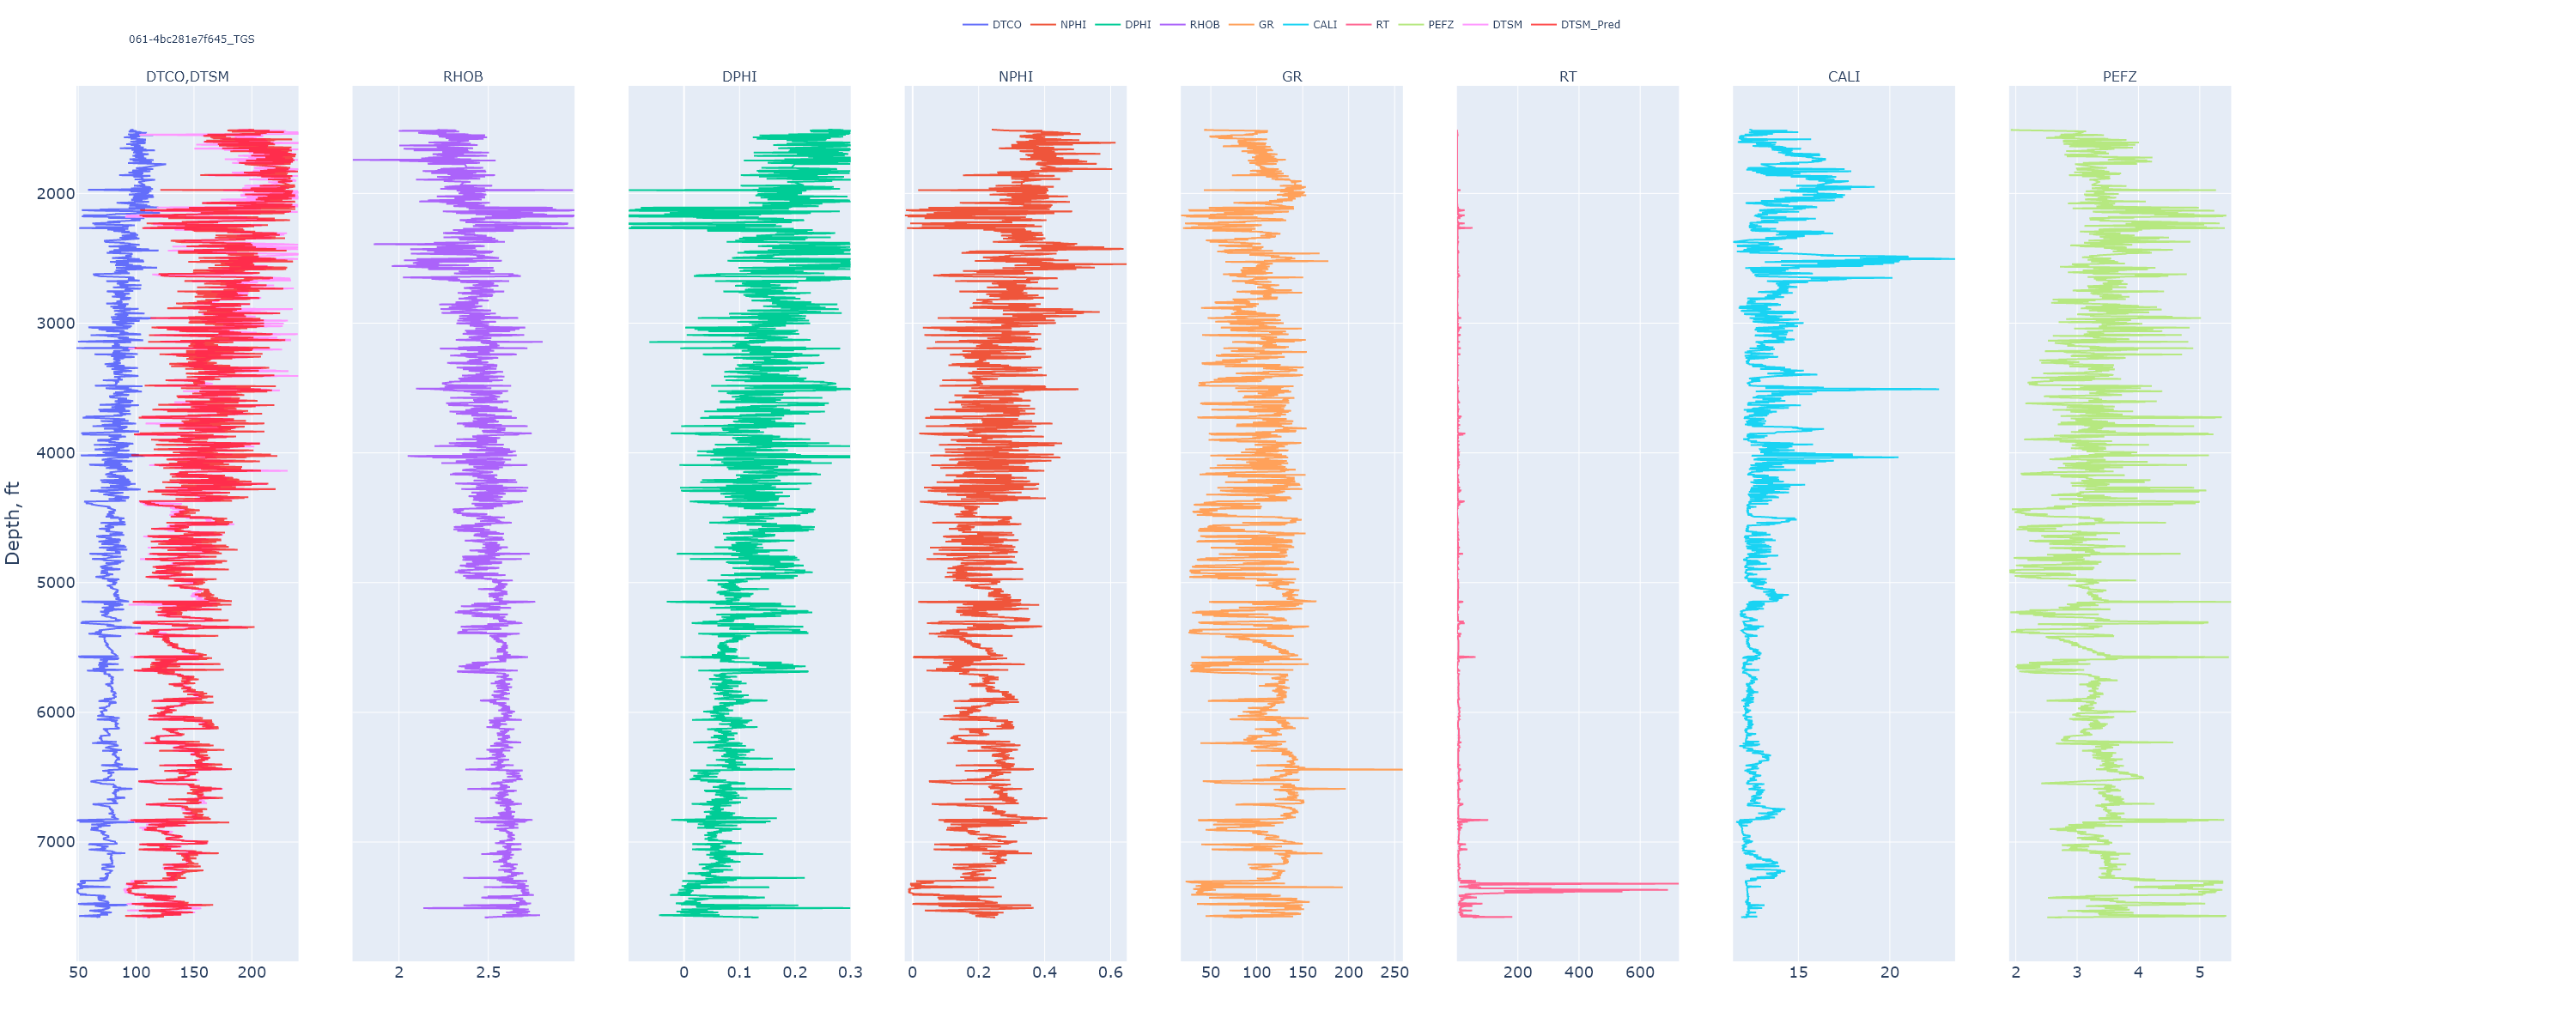 DTCO NPHI DPHI RHOB GR CALI RT PEFZ DTSM DTSM_Pred
061-4bc281e7f645_TGS
DTCO,DTSM RHOB DPHI NPHI GR RT CALI PEFZ
2000
3000
4000
Depth, ft
5000
6000
7000
50 100 150 200 2 2.5 0 0.1 0.2 0.3 0 0.2 0.4 0.6 50 100 150 200 250 200 400 600 15 20 2 3 4 5